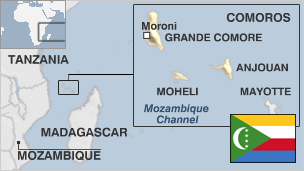 COMOROS
Moroni
GRANDE COMORE
TANZANIA
ANJOUAN
MOHELI
MAYOTTE
Mozambique
Channel
MADAGASCAR
MOZAMBIQUE